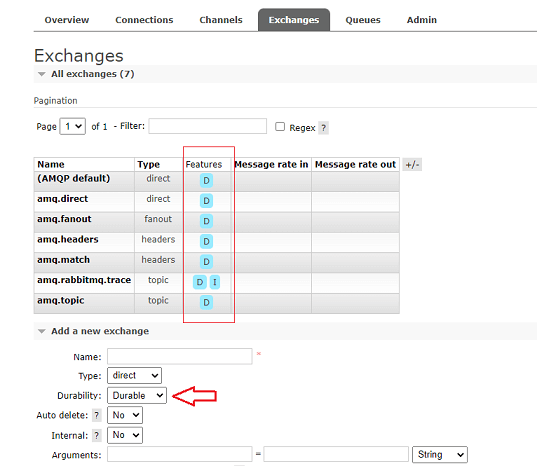 Overview Connections Channels Exchanges Queues Admin
Exchanges
All exchanges (7)
Pagination
Page 1 of 1 - Filter: Regex ?
Name Type Features Message rate in Message rate out +/-
(AMQP default) direct D
amq.direct direct D
amq.fanout fanout D
amq.headers headers D
amq.match headers D
amq.rabbitmq.trace topic D I
amq.topic topic D
Add a new exchange
Name: *
Type: direct
Durability: Durable
Auto delete: ? No
Internal: ? No
Arguments: = String